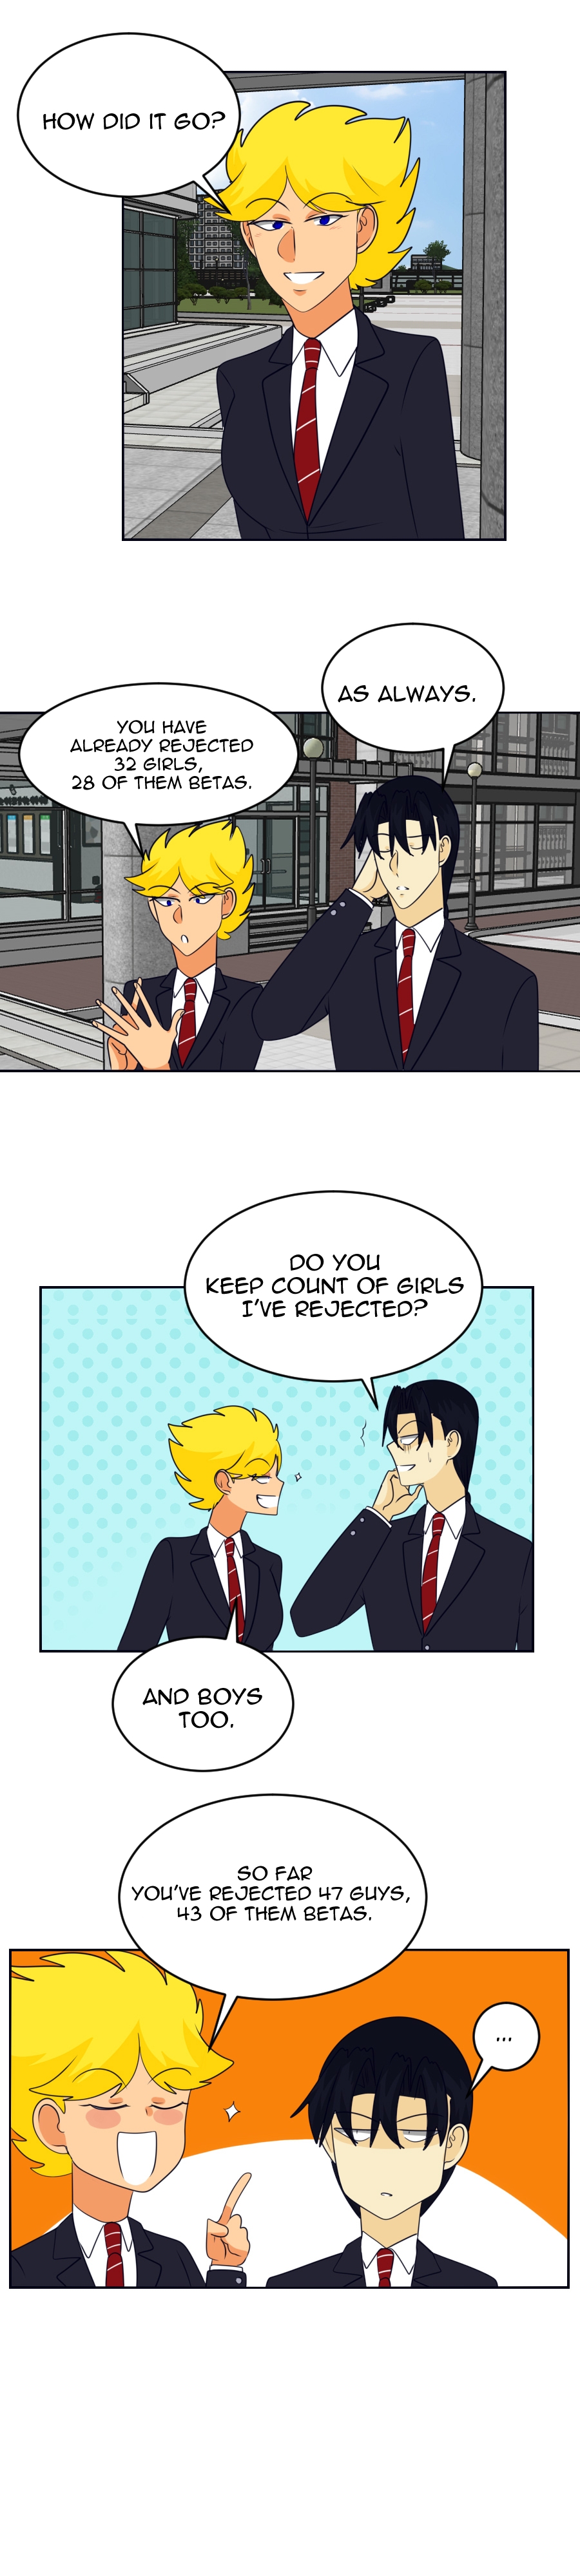 HOW DID IT GO?
AS ALWAYS.
YOU HAVE
ALREADY REJECTED
32 GIRLS,
28 OF THEM BETAS.
DO YOU
KEEP COUNT OF GIRLS
I'VE REJECTED?
AND BOYS
TOO.
SO FAR
YOU'VE REJECTED 47 GUYS,
43 OF THEM BETAS.
...